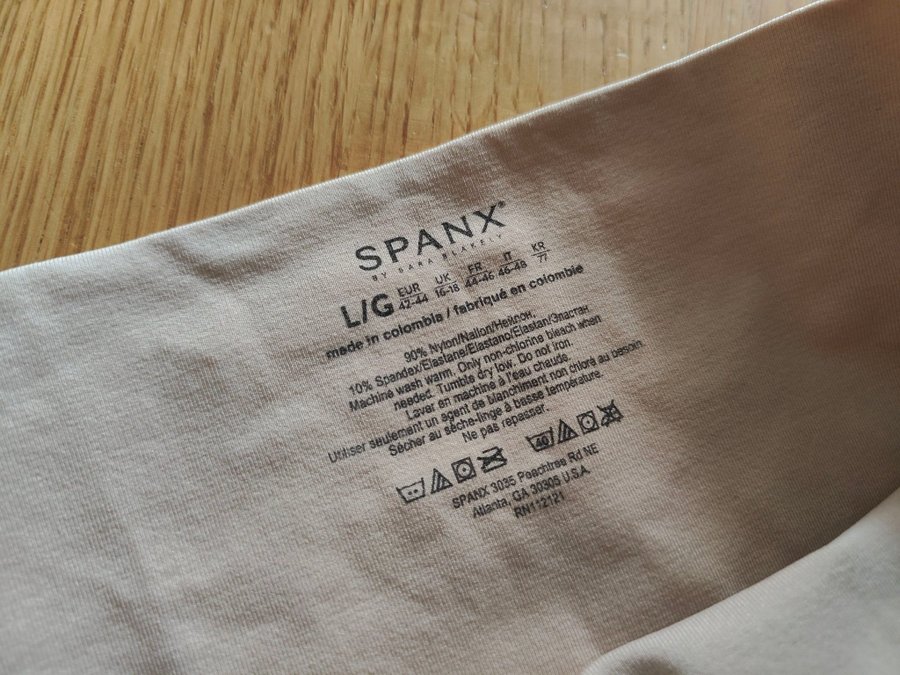 SPANX®
BY SARA BLAKELY
L/G EUR 42-44 UK 16-18 FR 44-46 IT 46-48 KR 77
made in colombia / fabriqué en colombie
90% Nylon/Nailon/Нейлон,
10% Spandex/Elastane/Elastano/Elastan/Эластан
Machine wash warm. Only non-chlorine bleach when
needed. Tumble dry low. Do not iron.
Laver en machine à l'eau chaude.
Utiliser seulement un agent de blanchiment non chloré au besoin.
Sécher au sèche-linge à basse température.
Ne pas repasser.
40
SPANX 3035 Peachtree Rd NE
Atlanta, GA 30305 U.S.A.
RN112121